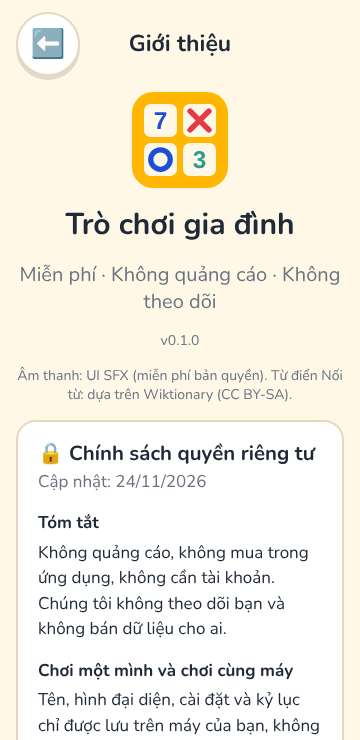 Giới thiệu
7
3
Trò chơi gia đình
Miễn phí · Không quảng cáo · Không
theo dõi
v0.1.0
Âm thanh: UI SFX (miễn phí bản quyền). Từ điển Nối
từ: dựa trên Wiktionary (CC BY-SA).
🔒 Chính sách quyền riêng tư
Cập nhật: 24/11/2026
Tóm tắt
Không quảng cáo, không mua trong
ứng dụng, không cần tài khoản.
Chúng tôi không theo dõi bạn và
không bán dữ liệu cho ai.
Chơi một mình và chơi cùng máy
Tên, hình đại diện, cài đặt và kỷ lục
chỉ được lưu trên máy của bạn, không